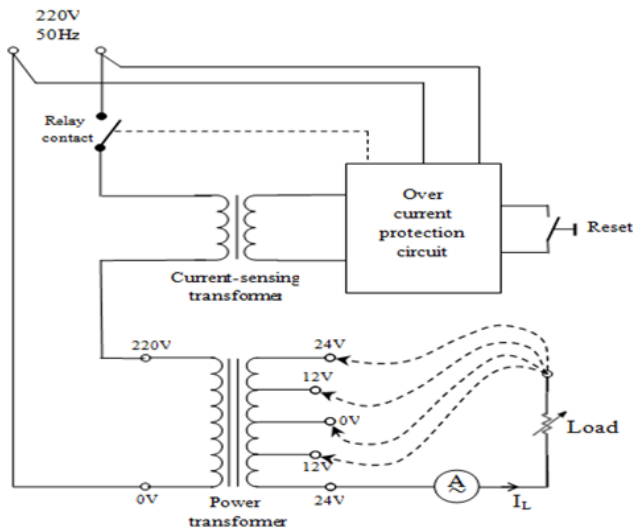 220V
50Hz
Relay
contact
Over
current
protection
circuit
Reset
Current-sensing
transformer
220V
24V
12V
0V
12V
Load
A
0V
Power
transformer
24V
I_L